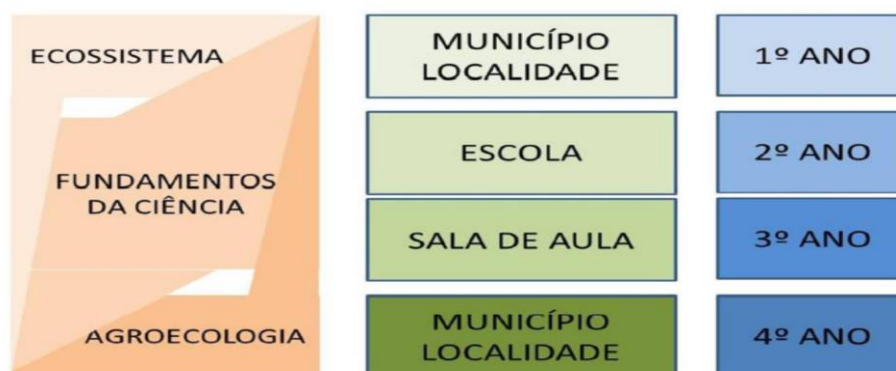 ECOSSISTEMA
MUNICÍPIO
LOCALIDADE
1º ANO
FUNDAMENTOS
DA CIÊNCIA
ESCOLA
2º ANO
SALA DE AULA
3º ANO
AGROECOLOGIA
MUNICÍPIO
LOCALIDADE
4º ANO